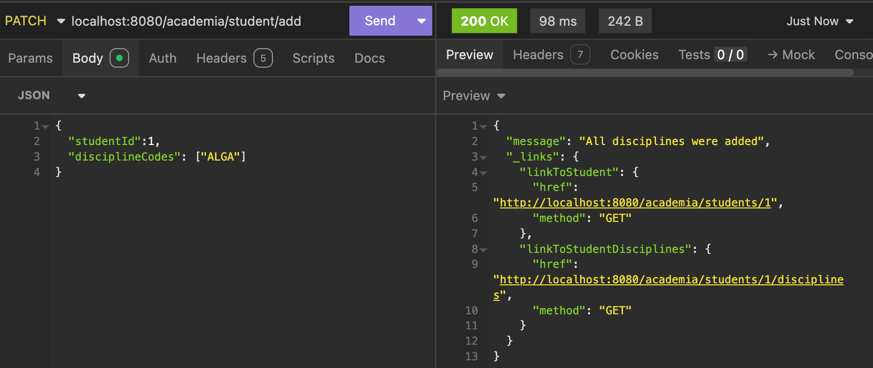 PATCH localhost:8080/academia/student/add Send
Params Body Auth Headers 5 Scripts Docs
JSON
1 {
2 "studentId":1,
3 "disciplineCodes": ["ALGA"]
4 }
200 OK 98 ms 242 B Just Now
Preview Headers 7 Cookies Tests 0 / 0 → Mock Conso
Preview
1 {
2 "message": "All disciplines were added",
3 "_links": {
4 "linkToStudent": {
5 "href":
"http://localhost:8080/academia/students/1",
6 "method": "GET"
7 },
8 "linkToStudentDisciplines": {
9 "href":
"http://localhost:8080/academia/students/1/discipline
s",
10 "method": "GET"
11 }
12 }
13 }